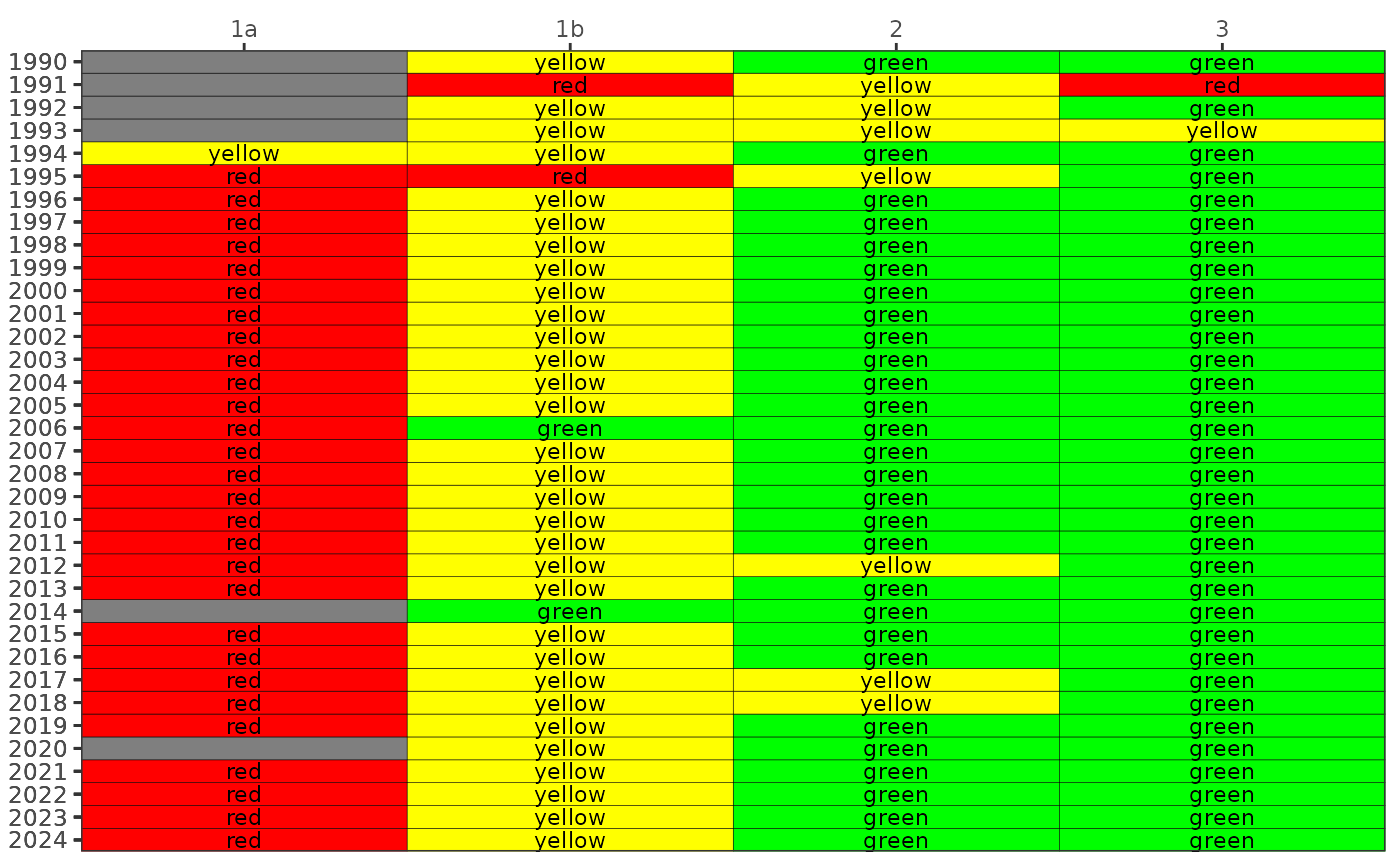 1a 1b 2 3
1990 yellow green green
1991 red yellow red
1992 yellow yellow green
1993 yellow yellow yellow
1994 yellow yellow green green
1995 red red yellow green
1996 red yellow green green
1997 red yellow green green
1998 red yellow green green
1999 red yellow green green
2000 red yellow green green
2001 red yellow green green
2002 red yellow green green
2003 red yellow green green
2004 red yellow green green
2005 red yellow green green
2006 red green green green
2007 red yellow green green
2008 red yellow green green
2009 red yellow green green
2010 red yellow green green
2011 red yellow green green
2012 red yellow yellow green
2013 red yellow green green
2014 green green green
2015 red yellow green green
2016 red yellow green green
2017 red yellow yellow green
2018 red yellow yellow green
2019 red yellow green green
2020 yellow green green
2021 red yellow green green
2022 red yellow green green
2023 red yellow green green
2024 red yellow green green